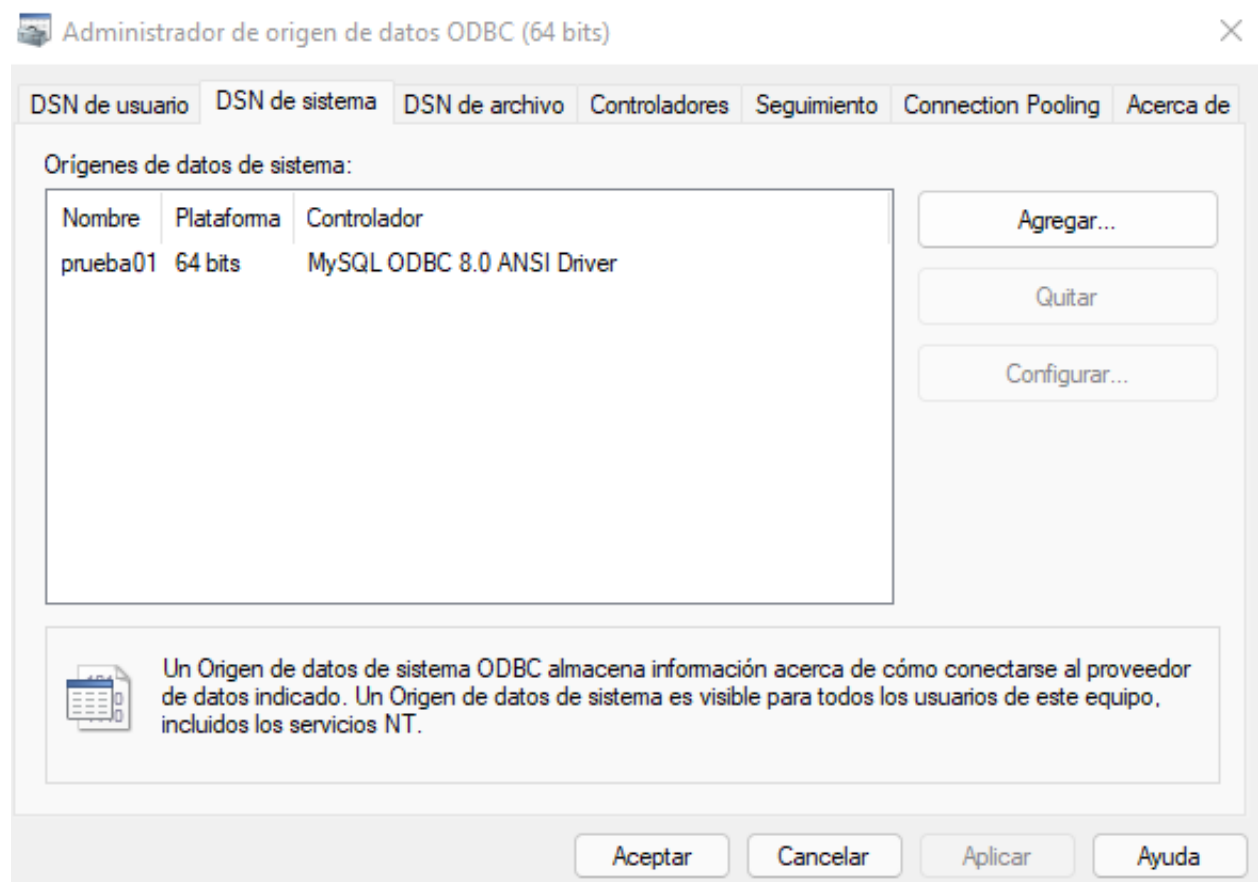 Administrador de origen de datos ODBC (64 bits)
DSN de usuario DSN de sistema DSN de archivo Controladores Seguimiento Connection Pooling Acerca de
Orígenes de datos de sistema:
Nombre Plataforma Controlador
prueba01 64 bits MySQL ODBC 8.0 ANSI Driver
Agregar...
Quitar
Configurar...
Un Origen de datos de sistema ODBC almacena información acerca de cómo conectarse al proveedor
de datos indicado. Un Origen de datos de sistema es visible para todos los usuarios de este equipo,
incluidos los servicios NT.
Aceptar Cancelar Aplicar Ayuda